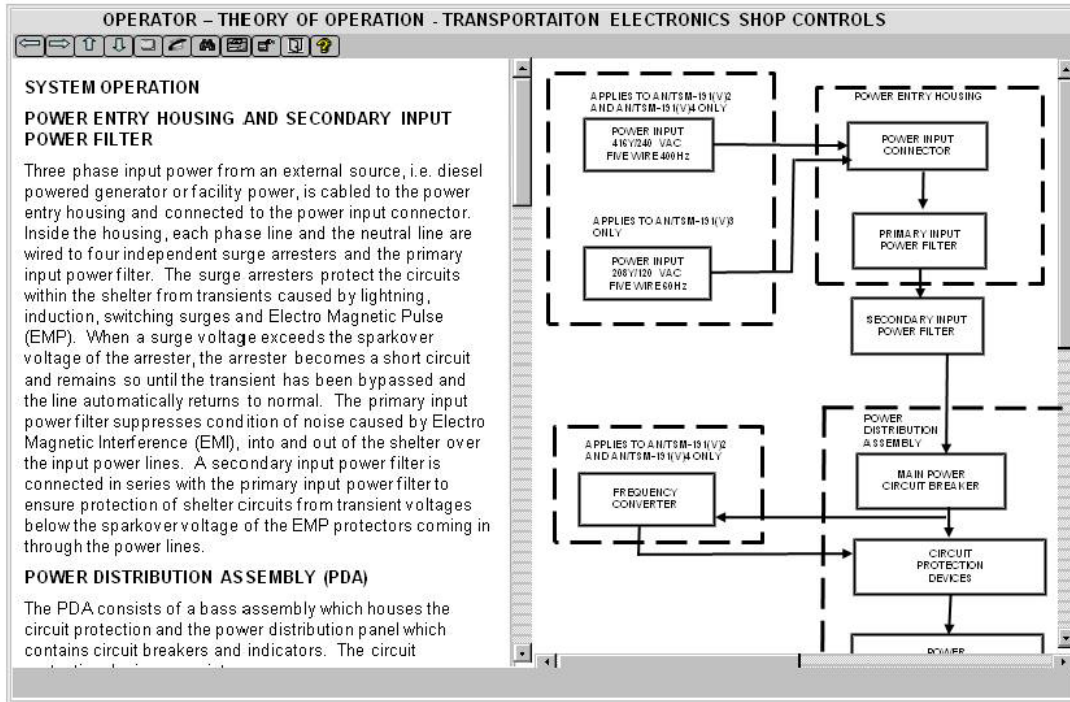 OPERATOR – THEORY OF OPERATION - TRANSPORTAITON ELECTRONICS SHOP CONTROLS
SYSTEM OPERATION
POWER ENTRY HOUSING AND SECONDARY INPUT
POWER FILTER
Three phase input power from an external source, i.e. diesel
powered generator or facility power, is cabled to the power
entry housing and connected to the power input connector.
Inside the housing, each phase line and the neutral line are
wired to four independent surge arresters and the primary
input power filter. The surge arresters protect the circuits
within the shelter from transients caused by lightning,
induction, switching surges and Electro Magnetic Pulse
(EMP). When a surge voltage exceeds the sparkover
voltage of the arrester, the arrester becomes a short circuit
and remains so until the transient has been bypassed and
the line automatically returns to normal. The primary input
power filter suppresses condition of noise caused by Electro
Magnetic Interference (EMI), into and out of the shelter over
the input power lines. A secondary input power filter is
connected in series with the primary input power filter to
ensure protection of shelter circuits from transient voltages
below the sparkover voltage of the EMP protectors coming in
through the power lines.
POWER DISTRIBUTION ASSEMBLY (PDA)
The PDA consists of a bass assembly which houses the
circuit protection and the power distribution panel which
contains circuit breakers and indicators. The circuit
APPLIES TO AN/TSM-191(V)2
AND AN/TSM-191(V)4 ONLY
POWER INPUT
416Y/240 VAC
FIVE WIRE 400Hz
APPLIES TO AN/TSM-191(V)3
ONLY
POWER INPUT
208Y/120 VAC
FIVE WIRE 60Hz
POWER ENTRY HOUSING
POWER INPUT
CONNECTOR
PRIMARY INPUT
POWER FILTER
SECONDARY INPUT
POWER FILTER
POWER
DISTRIBUTION
ASSEMBLY
MAIN POWER
CIRCUIT BREAKER
APPLIES TO AN/TSM-191(V)2
AND AN/TSM-191(V)4 ONLY
FREQUENCY
CONVERTER
CIRCUIT
PROTECTION
DEVICES
POWER